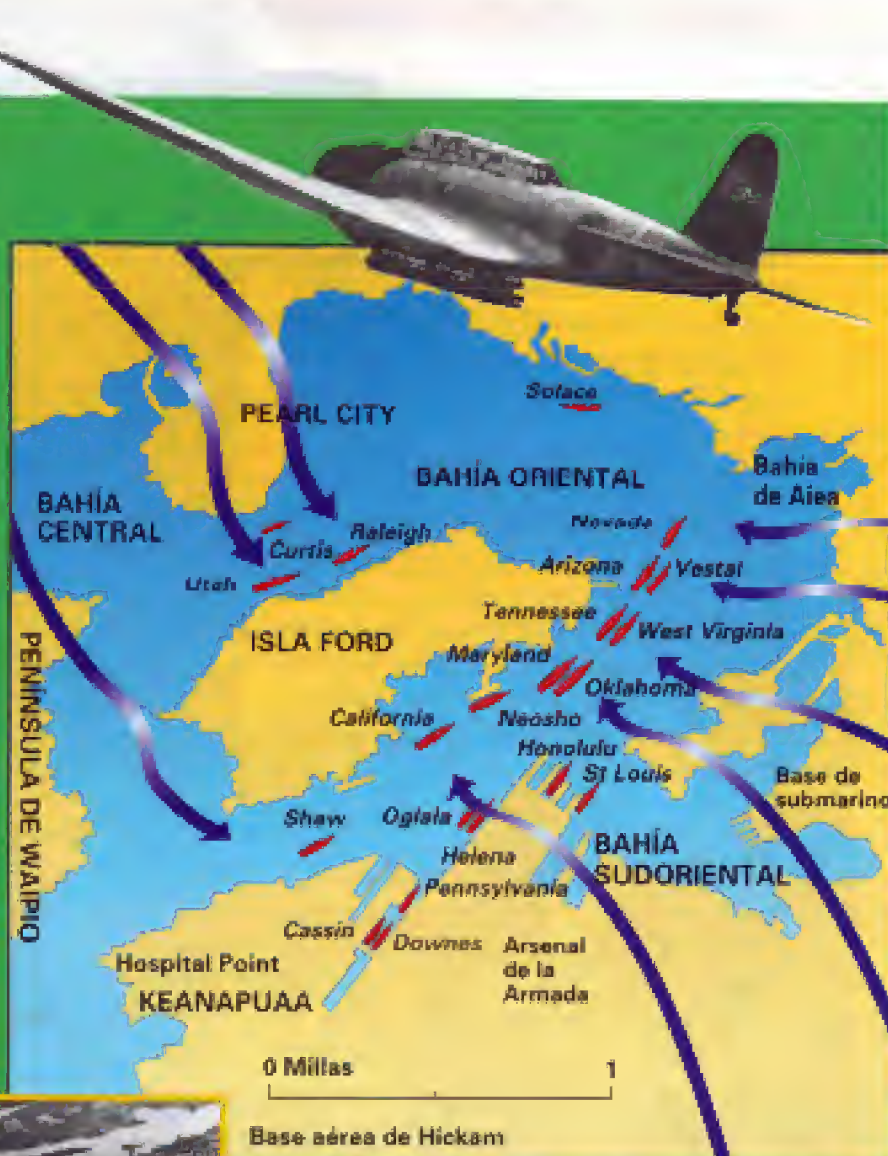 Solace
PEARL CITY
BAHÍA ORIENTAL
Bahía
de Aiea
BAHÍA
CENTRAL
Nevada
Raleigh
Curtis
Arizona
Vestal
Utah
Tennessee
West Virginia
ISLA FORD
Maryland
Oklahoma
PENÍNSULA DE WAIPIO
California
Neosho
Honolulu
St Louis
Base de
submarino
Shaw
Oglala
BAHÍA
SUDORIENTAL
Helena
Pennsylvania
Cassin
Downes
Arsenal
de la
Armada
Hospital Point
KEANAPUAA
0 Millas 1
Base aérea de Hickam